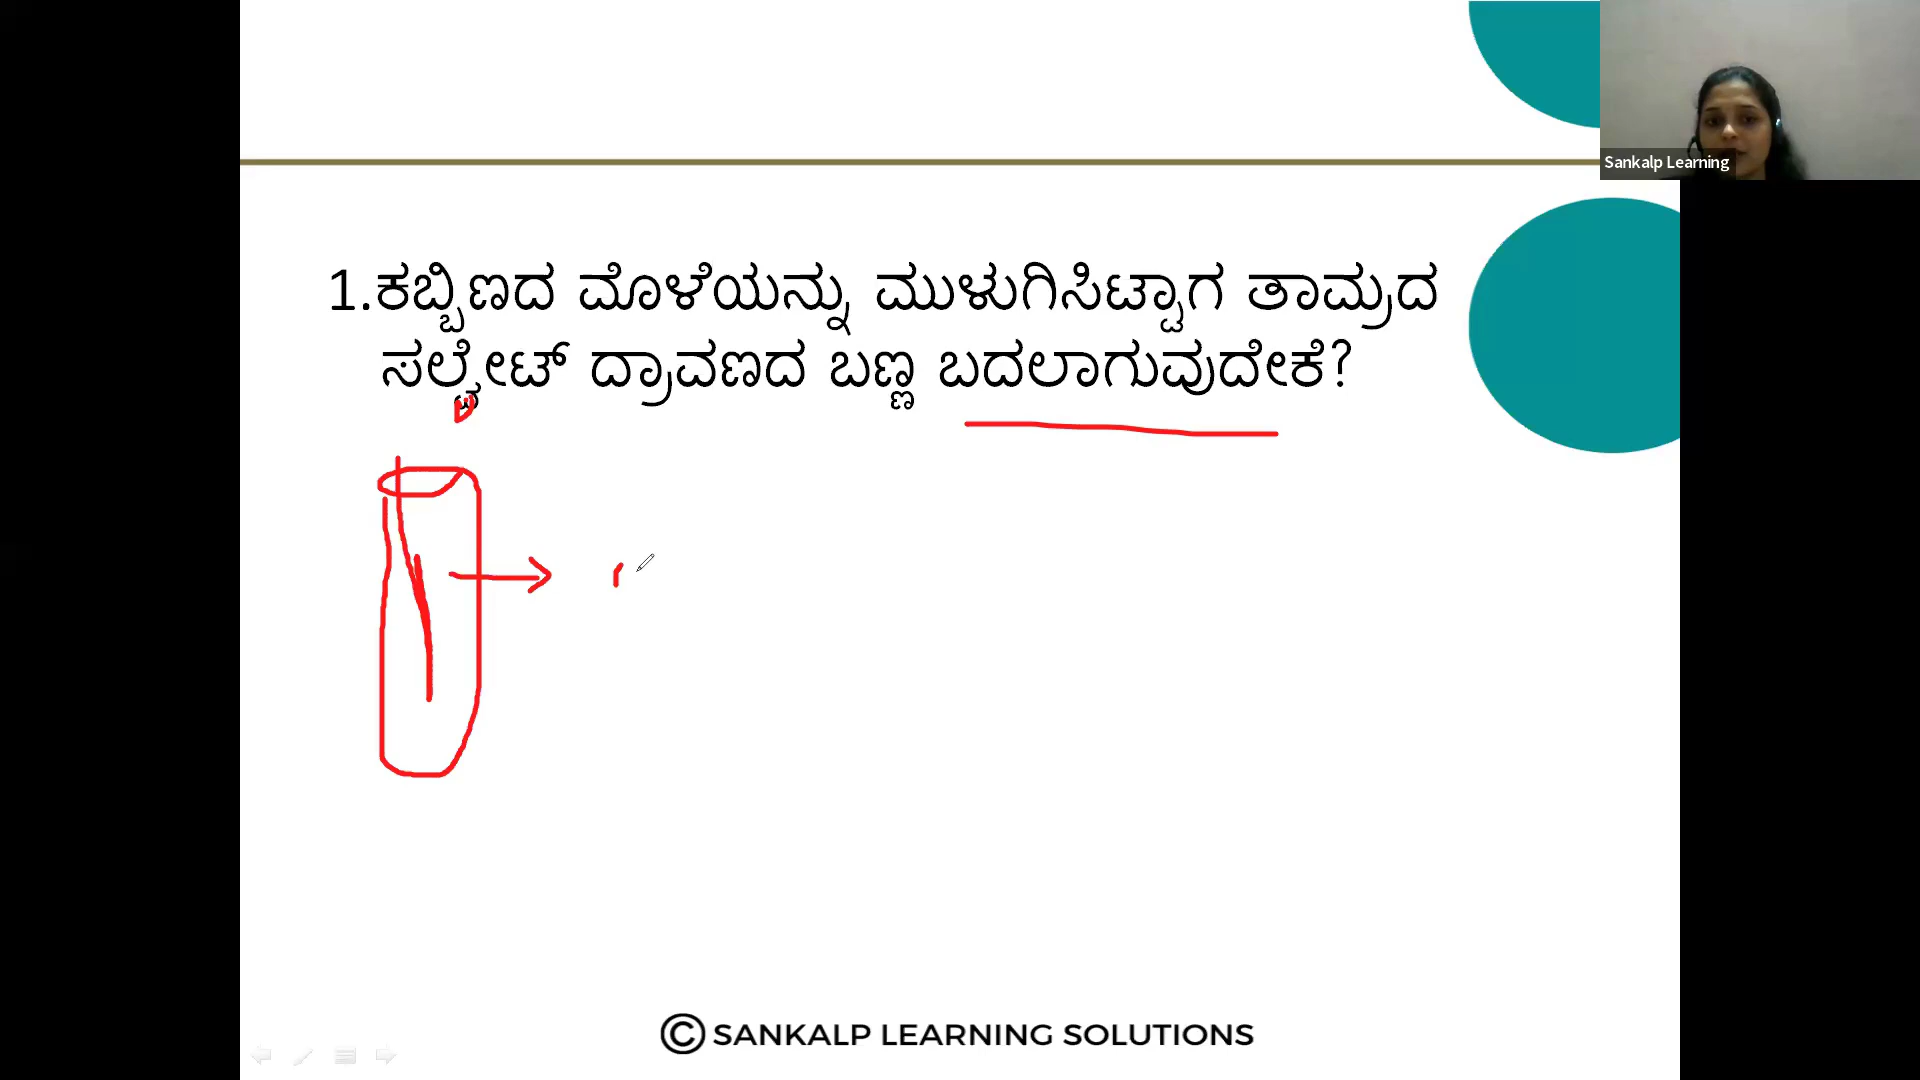 Sankalp Learning
1.ಕಬ್ಬಿಣದ ಮೊಳೆಯನ್ನು ಮುಳುಗಿಸಿಟ್ಟಾಗ ತಾಮ್ರದ
ಸಲ್ಫೇಟ್ ದ್ರಾವಣದ ಬಣ್ಣ ಬದಲಾಗುವುದೇಕೆ?
© SANKALP LEARNING SOLUTIONS